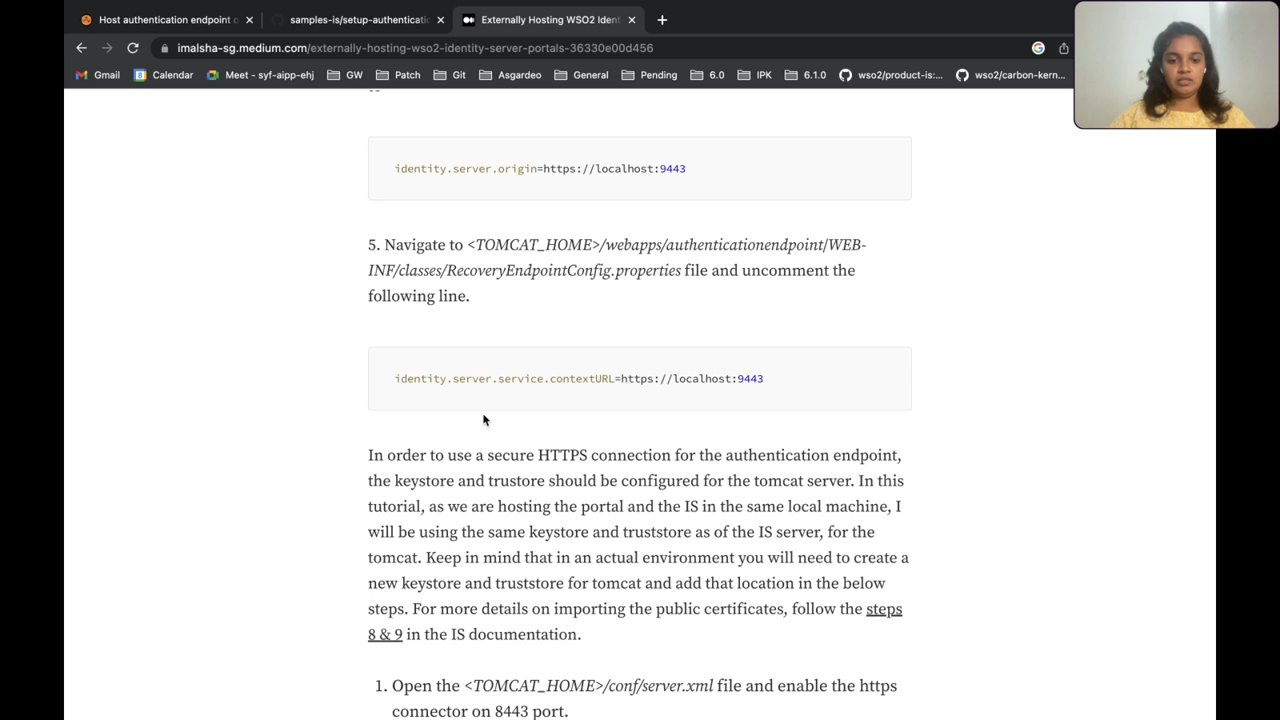 Host authentication endpoint o
samples-is/setup-authenticatio
Externally Hosting WSO2 Ident
imalsha-sg.medium.com/externally-hosting-wso2-identity-server-portals-36330e00d456
Gmail
Calendar
Meet - syf-aipp-ehj
GW
Patch
Git
Asgardeo
General
Pending
6.0
IPK
6.1.0
wso2/product-is:...
wso2/carbon-kern...
identity.server.origin=https://localhost:9443
5. Navigate to <TOMCAT_HOME>/webapps/authenticationendpoint/WEB-
INF/classes/RecoveryEndpointConfig.properties file and uncomment the
following line.
identity.server.service.contextURL=https://localhost:9443
In order to use a secure HTTPS connection for the authentication endpoint,
the keystore and trustore should be configured for the tomcat server. In this
tutorial, as we are hosting the portal and the IS in the same local machine, I
will be using the same keystore and truststore as of the IS server, for the
tomcat. Keep in mind that in an actual environment you will need to create a
new keystore and truststore for tomcat and add that location in the below
steps. For more details on importing the public certificates, follow the steps
8 & 9 in the IS documentation.
1. Open the <TOMCAT_HOME>/conf/server.xml file and enable the https
connector on 8443 port.